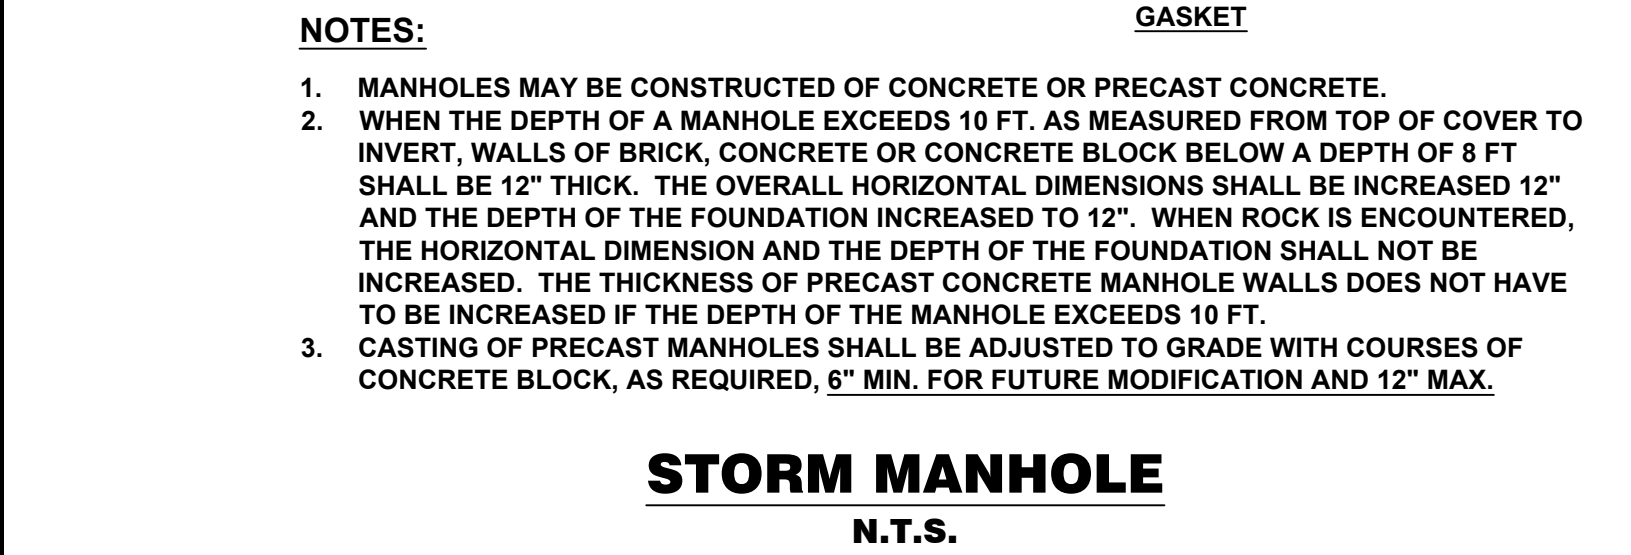 GASKET
NOTES:
1. MANHOLES MAY BE CONSTRUCTED OF CONCRETE OR PRECAST CONCRETE.
2. WHEN THE DEPTH OF A MANHOLE EXCEEDS 10 FT. AS MEASURED FROM TOP OF COVER TO
INVERT, WALLS OF BRICK, CONCRETE OR CONCRETE BLOCK BELOW A DEPTH OF 8 FT
SHALL BE 12" THICK. THE OVERALL HORIZONTAL DIMENSIONS SHALL BE INCREASED 12"
AND THE DEPTH OF THE FOUNDATION INCREASED TO 12". WHEN ROCK IS ENCOUNTERED,
THE HORIZONTAL DIMENSION AND THE DEPTH OF THE FOUNDATION SHALL NOT BE
INCREASED. THE THICKNESS OF PRECAST CONCRETE MANHOLE WALLS DOES NOT HAVE
TO BE INCREASED IF THE DEPTH OF THE MANHOLE EXCEEDS 10 FT.
3. CASTING OF PRECAST MANHOLES SHALL BE ADJUSTED TO GRADE WITH COURSES OF
CONCRETE BLOCK, AS REQUIRED, 6" MIN. FOR FUTURE MODIFICATION AND 12" MAX.
STORM MANHOLE
N.T.S.